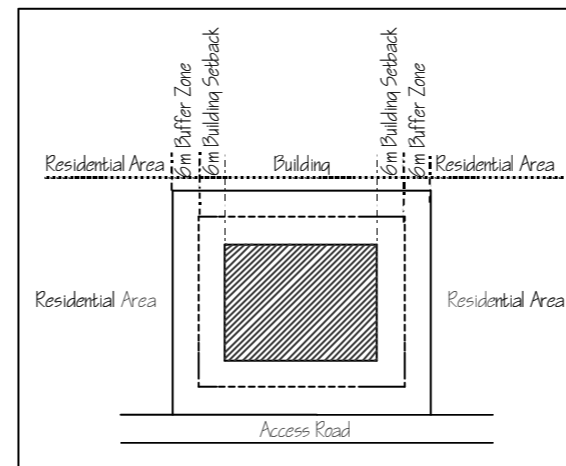 6m Buffer Zone
6m Building Setback
6m Building Setback
6m Buffer Zone
Residential Area
Building
Residential Area
Residential Area
Residential Area
Access Road